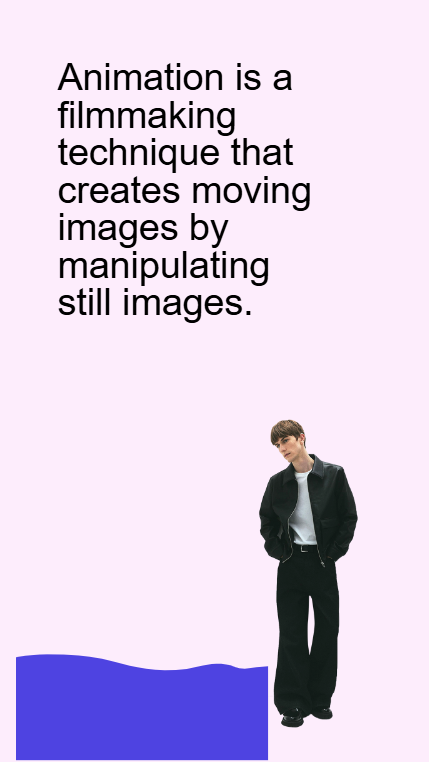 Animation is a
filmmaking
technique that
creates moving
images by
manipulating
still images.